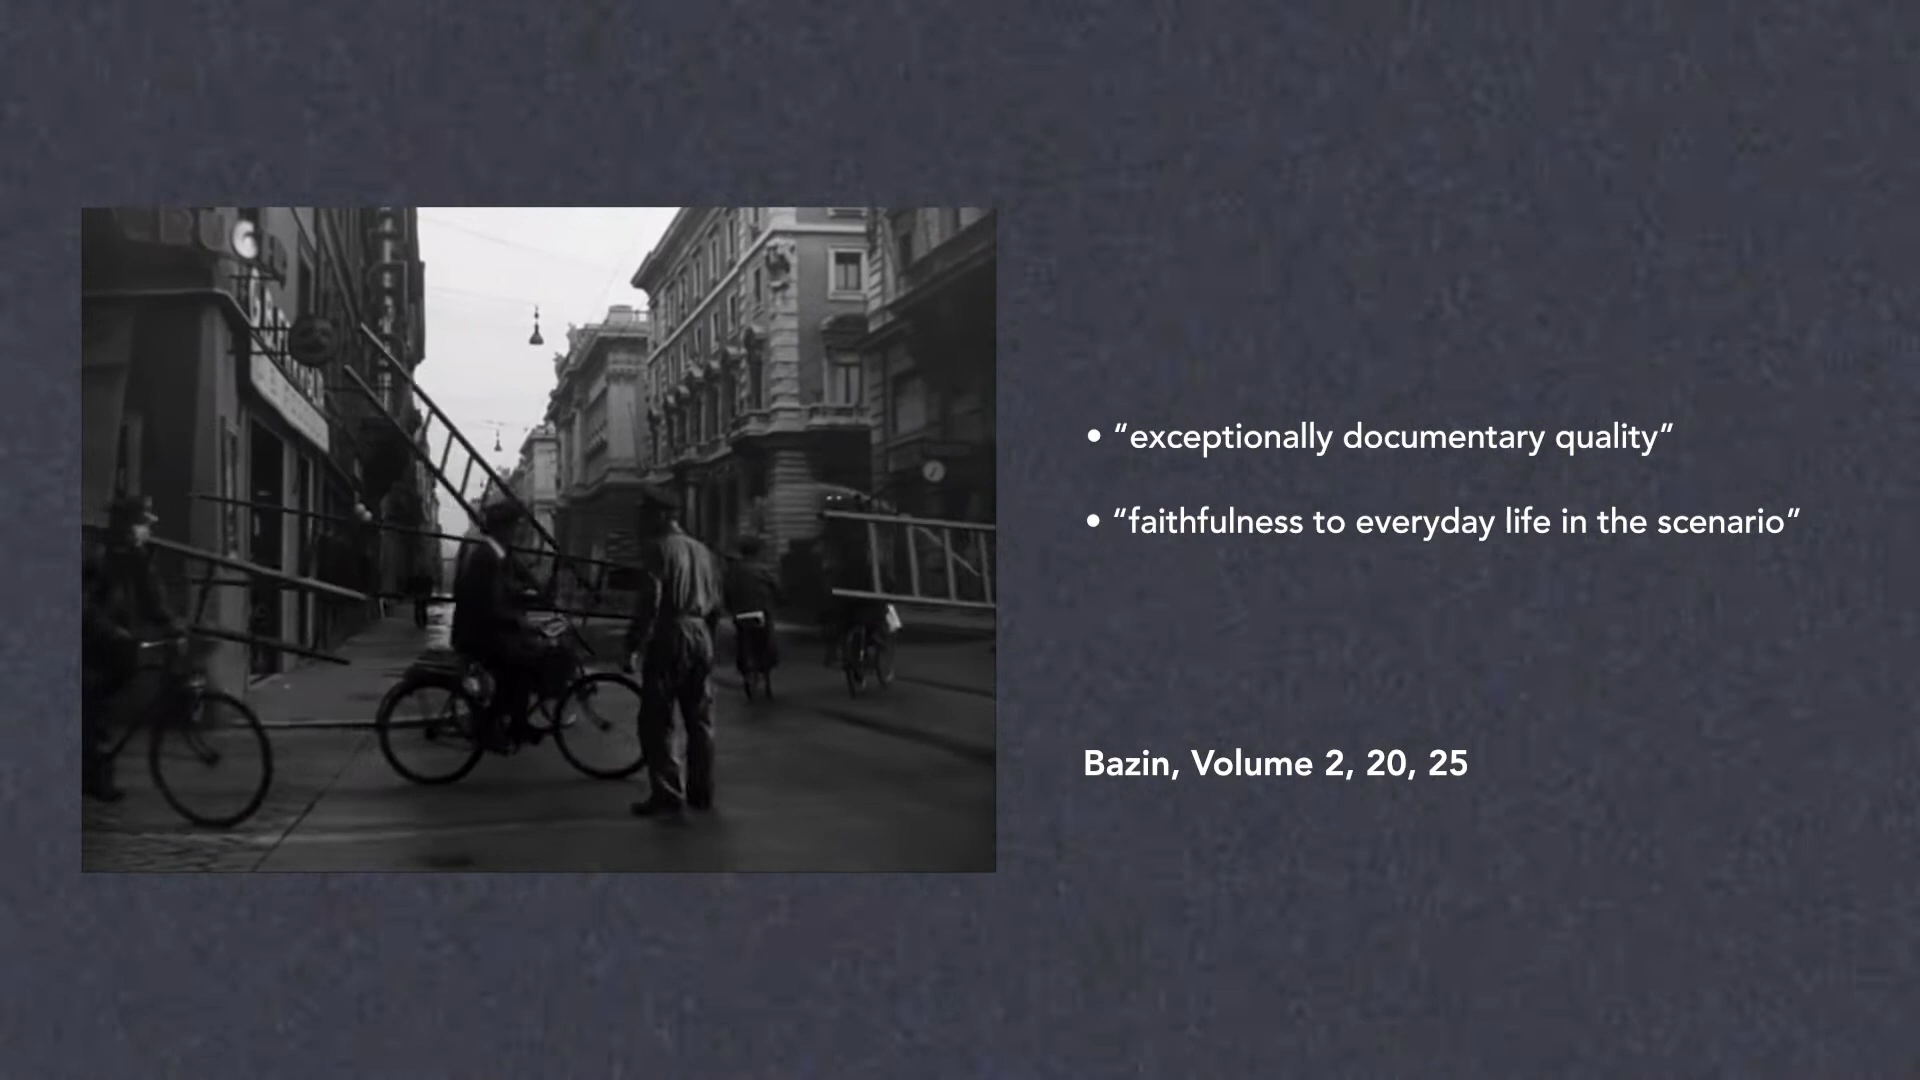 • “exceptionally documentary quality”
• “faithfulness to everyday life in the scenario”
Bazin, Volume 2, 20, 25